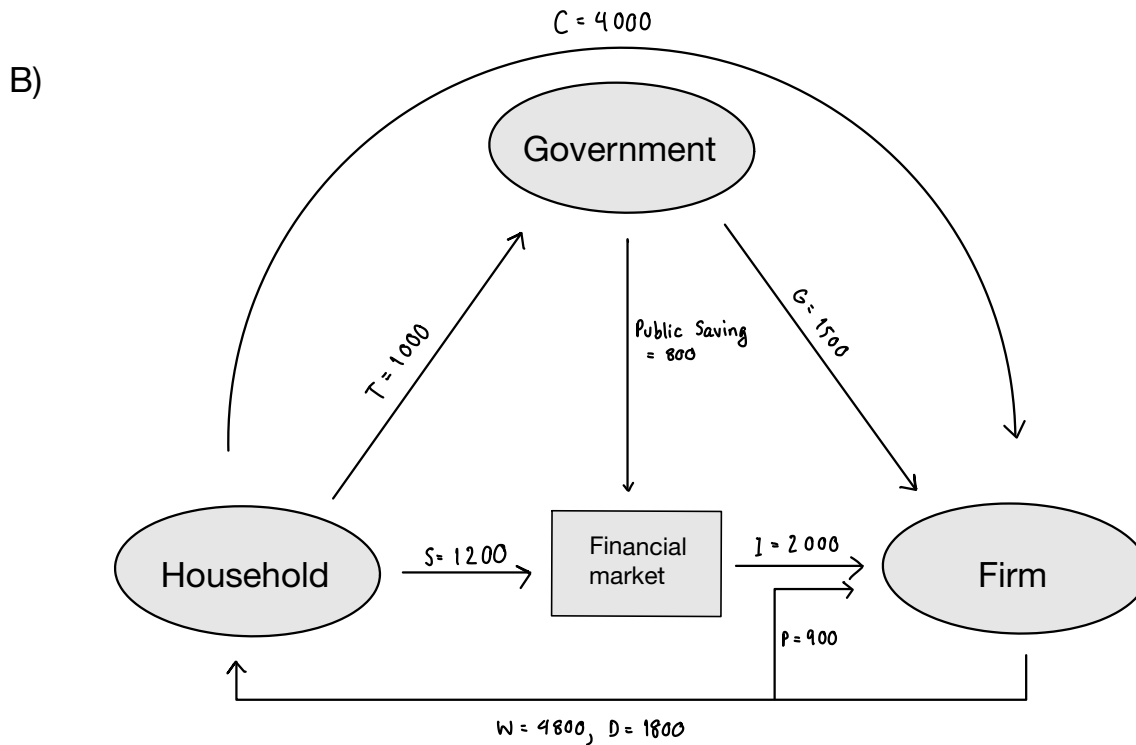 C = 4000
B)
Government
T = 1000
Public Saving
= 800
G = 1500
Household
S= 1200
Financial
market
I = 2000
Firm
P = 900
W = 4800, D = 1800